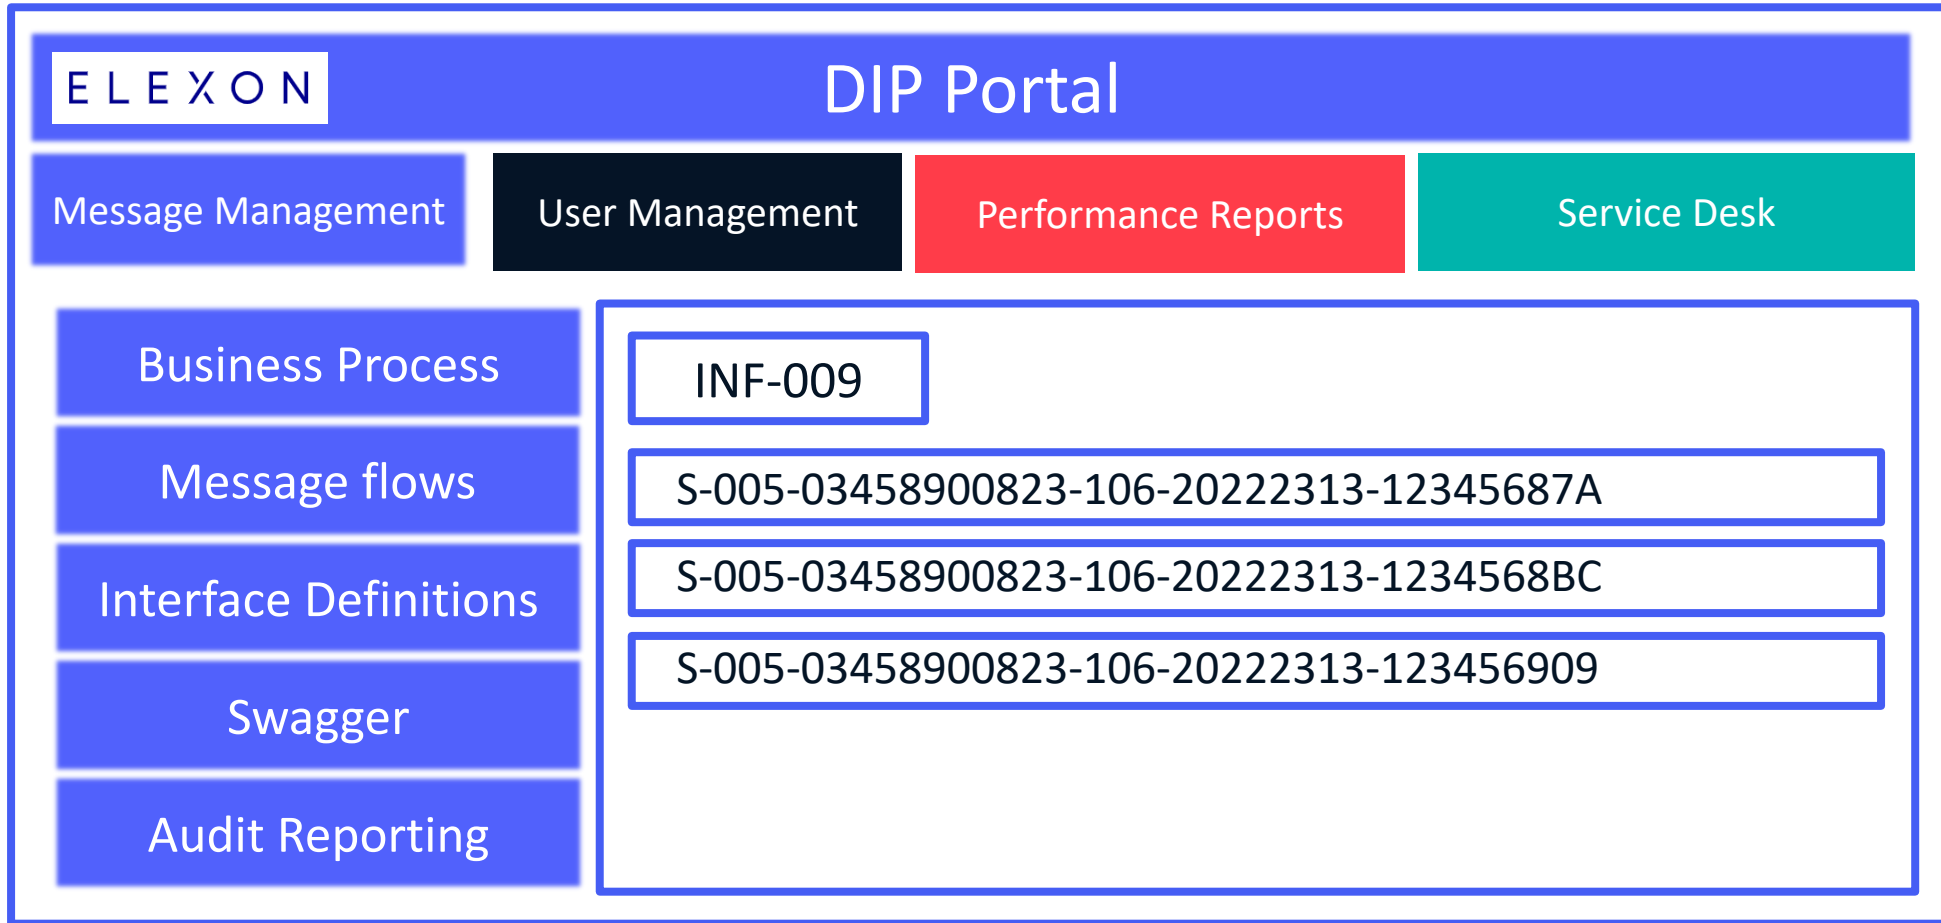 ELEXON
DIP Portal
Message Management
User Management
Performance Reports
Service Desk
Business Process
Message flows
Interface Definitions
Swagger
Audit Reporting
INF-009
S-005-03458900823-106-20222313-12345687A
S-005-03458900823-106-20222313-1234568BC
S-005-03458900823-106-20222313-123456909